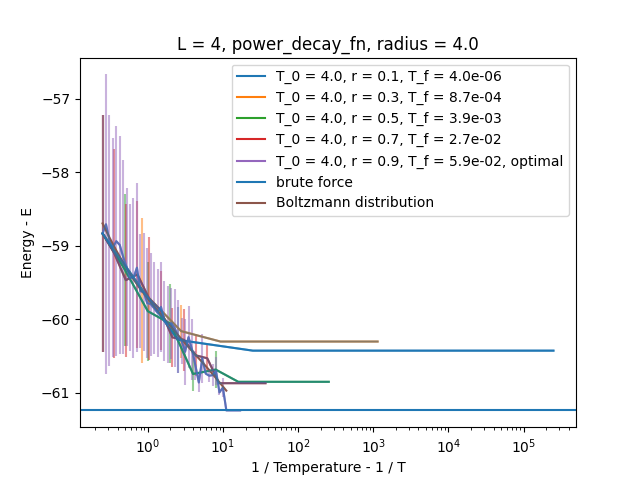 L = 4, power_decay_fn, radius = 4.0
T_0 = 4.0, r = 0.1, T_f = 4.0e-06
T_0 = 4.0, r = 0.3, T_f = 8.7e-04
T_0 = 4.0, r = 0.5, T_f = 3.9e-03
T_0 = 4.0, r = 0.7, T_f = 2.7e-02
T_0 = 4.0, r = 0.9, T_f = 5.9e-02, optimal
brute force
Boltzmann distribution
Energy - E
−57
−58
−59
−60
−61
10⁰ 10¹ 10² 10³ 10⁴ 10⁵
1 / Temperature - 1 / T